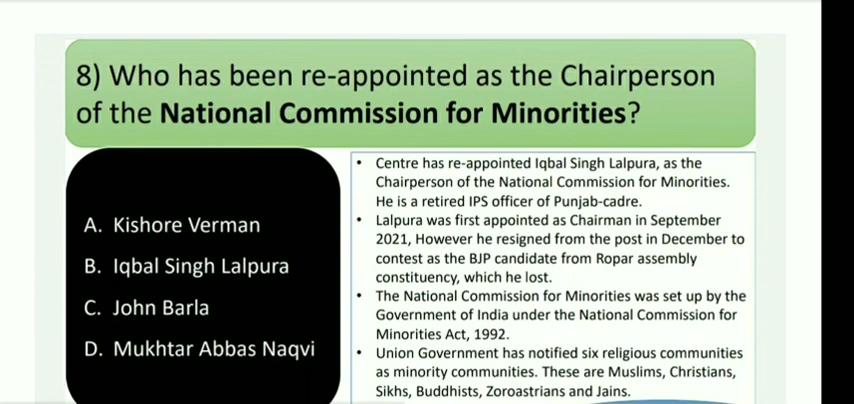 8) Who has been re-appointed as the Chairperson
of the National Commission for Minorities?
A. Kishore Verman
B. Iqbal Singh Lalpura
C. John Barla
D. Mukhtar Abbas Naqvi
• Centre has re-appointed Iqbal Singh Lalpura, as the
Chairperson of the National Commission for Minorities.
He is a retired IPS officer of Punjab-cadre.
• Lalpura was first appointed as Chairman in September
2021, However he resigned from the post in December to
contest as the BJP candidate from Ropar assembly
constituency, which he lost.
• The National Commission for Minorities was set up by the
Government of India under the National Commission for
Minorities Act, 1992.
• Union Government has notified six religious communities
as minority communities. These are Muslims, Christians,
Sikhs, Buddhists, Zoroastrians and Jains.